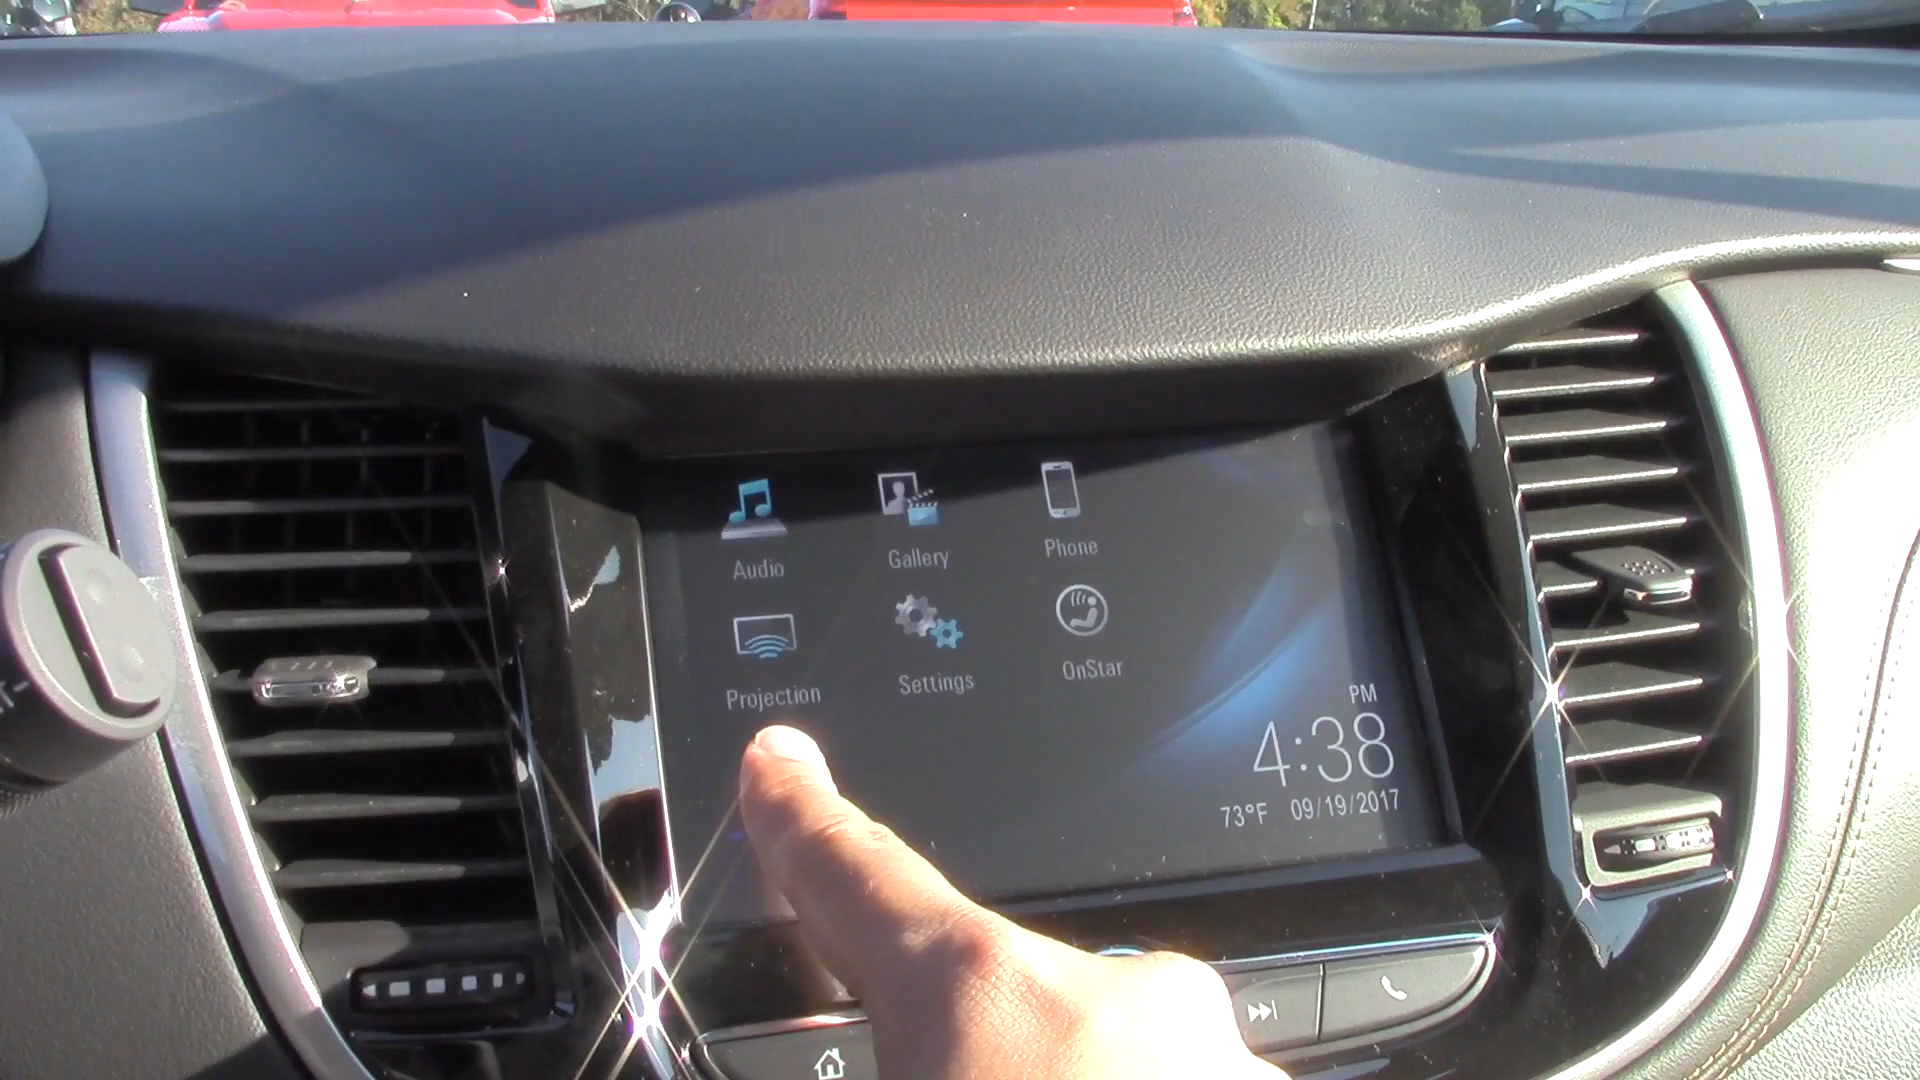 Audio
Gallery
Phone
Projection
Settings
OnStar
PM
4:38
73°F 09/19/2017